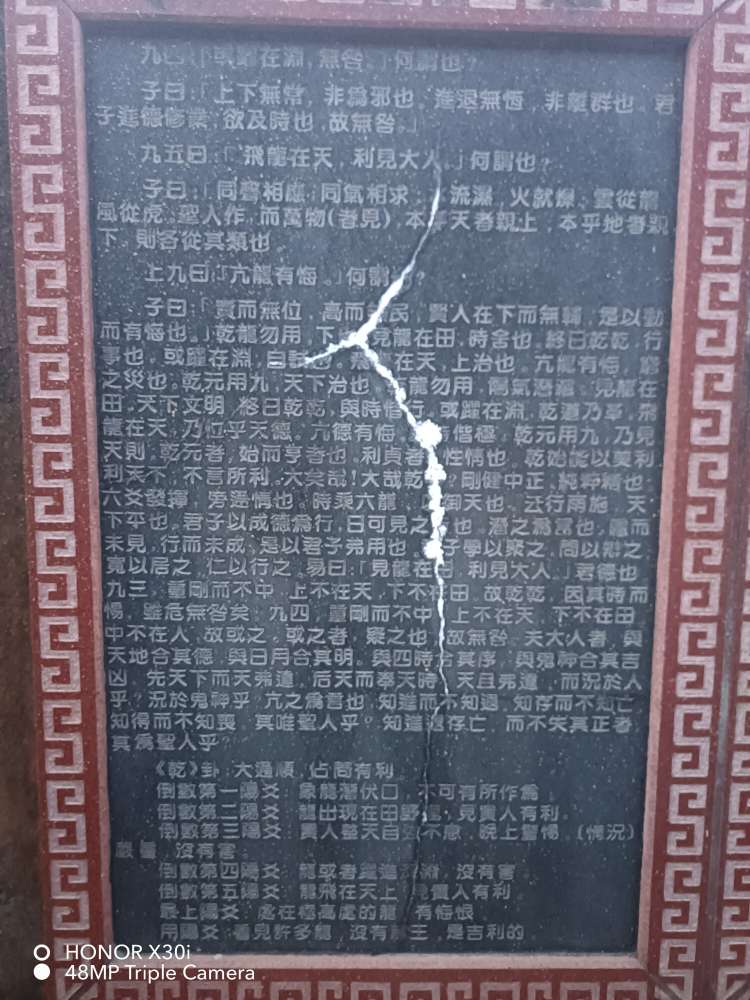 九四曰「或躍在淵，無咎。」何謂也？
子曰：「上下無常，非為邪也。進退無恆，非離群也。君
子進德修業，欲及時也，故無咎。」
九五曰：「飛龍在天，利見大人。」何謂也？
子曰：「同聲相應，同氣相求；流濕，火就燥；雲從龍，
風從虎。聖人作，而萬物(者見)，本乎天者親上，本乎地者親
下，則各從其類也。
上九曰：「亢龍有悔。」何謂也？
子曰：「貴而無位，高而無民，賢人在下而無輔，是以動
而有悔也。」乾龍勿用，下也。見龍在田，時舍也。終日乾乾，行
事也。或躍在淵，自試也。飛龍在天，上治也。亢龍有悔，窮
之災也。乾元用九，天下治也。龍勿用，陽氣潛藏。見龍在
田，天下文明。終日乾乾，與時偕行。或躍在淵，乾道乃革。飛
龍在天，乃位乎天德。亢德有悔，偕極。乾元用九，乃見
天則。乾元者，始而亨者也。利貞者，性情也。乾始能以美利
利天下，不言所利。大矣哉！大哉乾乎？剛健中正，純粹精也。
六爻發揮，旁通情也。時乘六龍，御天也。云行雨施，天
下平也。君子以成德為行，日可見之行也。潛之為言也，隱而
未見，行而未成，是以君子弗用也。君子學以聚之，問以辯之，
寬以居之，仁以行之。易曰：「見龍在田，利見大人。」君德也。
九三，重剛而不中，上不在天，下不在田，故乾乾，因其時而
惕，雖危無咎矣。九四，重剛而不中，上不在天，下不在田，
中不在人，故或之。或之者，疑之也，故無咎。夫大人者，與
天地合其德，與日月合其明。與四時合其序，與鬼神合其吉
凶，先天下而天弗違，后天而奉天時，天且弗違，而況於人
乎？況於鬼神乎，亢之為言也，知進而不知退，知存而不知亡，
知得而不知喪，其唯聖人乎？知進退存亡，而不失其正者，
其為聖人乎？
《乾》卦：大通順，占問有利。
倒數第一陽爻：象龍潛伏口，不可有所作為。
倒數第二陽爻：龍出現在田野，見貴人有利。
倒數第三陽爻：貴人整天自強不息，晚上警惕，(情況)
嚴重，沒有害。
倒數第四陽爻：龍或者，沒有害。
倒數第五陽爻：龍飛在天上，見貴人有利。
最上陽爻：處在極高處的龍，有悔恨
用陽爻：看見許多龍，沒有王，是吉利的
HONOR X30i
48MP Triple Camera